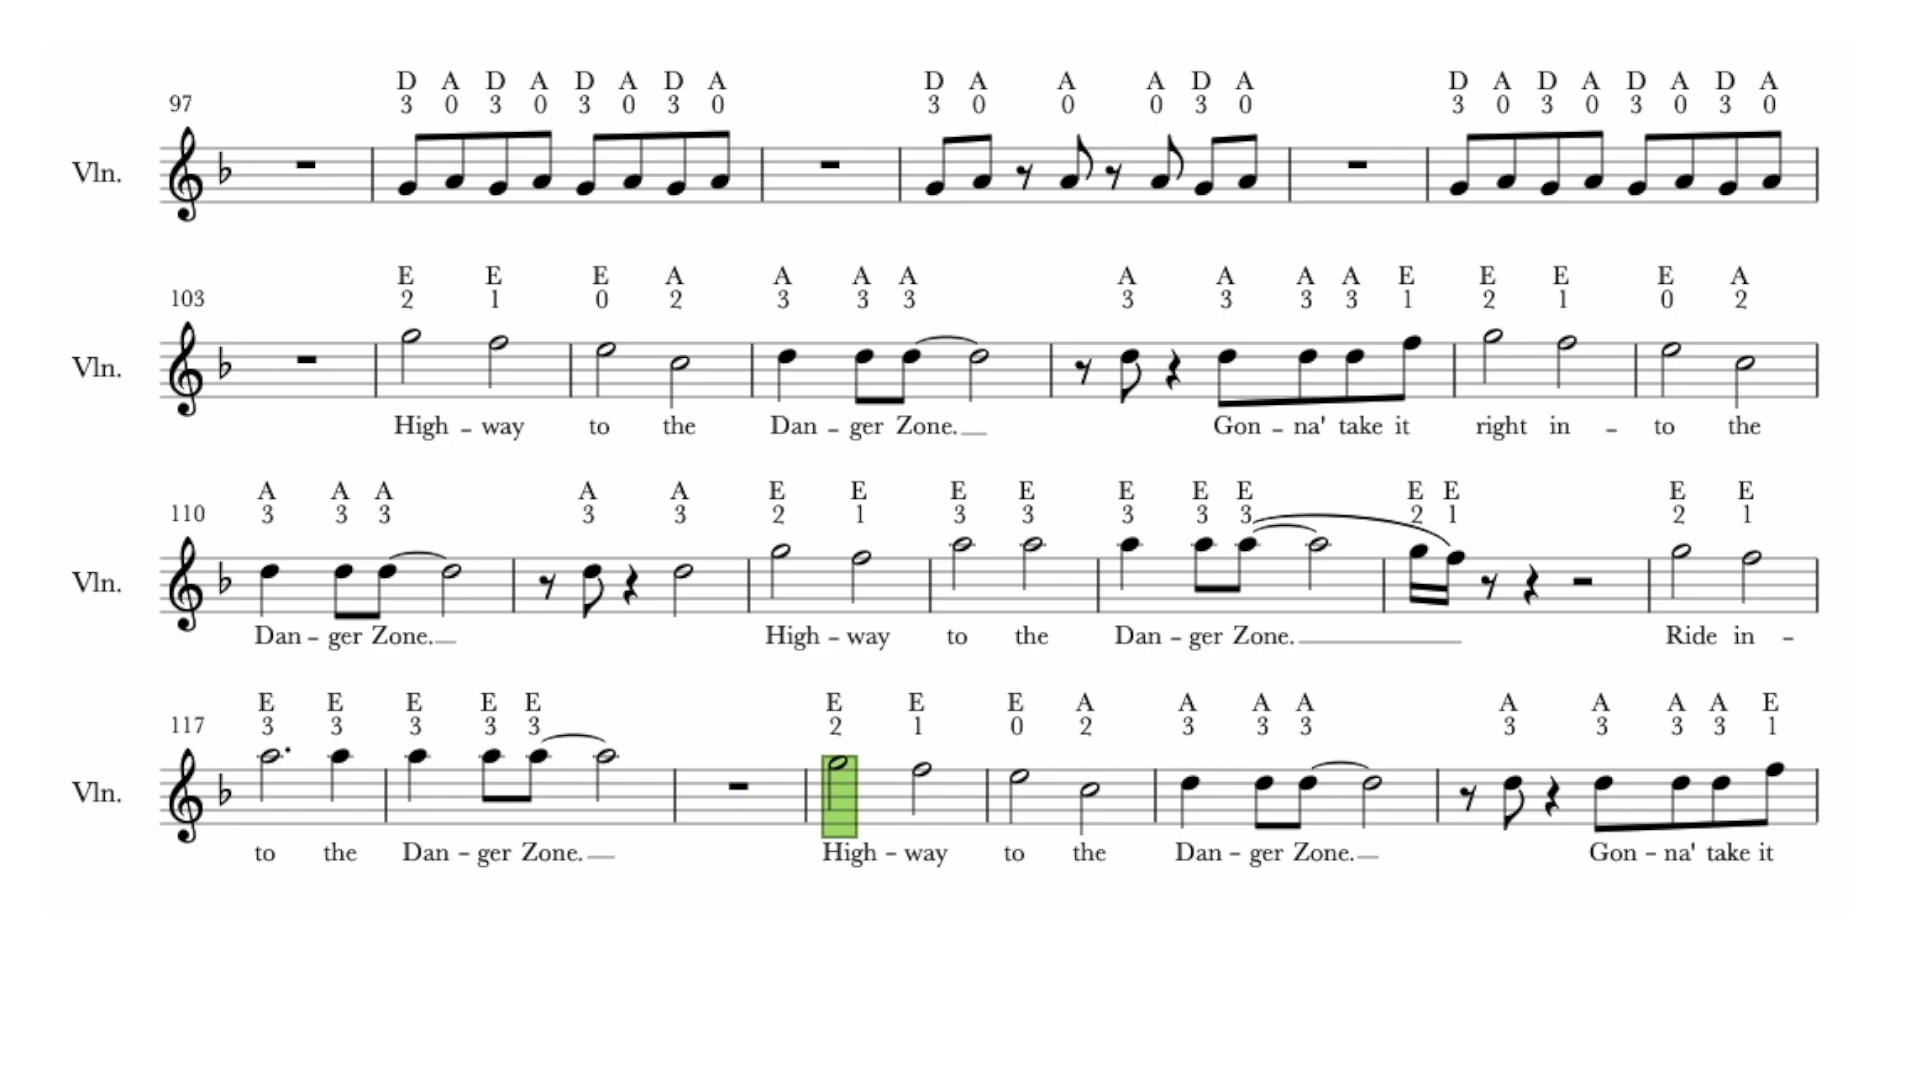 D A D A D A D A D A A A D A D A D A D A D A
97 3 0 3 0 3 0 3 0 3 0 0 0 3 0 3 0 3 0 3 0 3 0
Vln.
E E E A A A A A A A A E E E E A
103 2 1 0 2 3 3 3 3 3 3 3 1 2 1 0 2
Vln.
High - way to the Dan - ger Zone. Gon - na' take it right in - to the
A A A A A E E E E E E E E E E E
110 3 3 3 3 3 2 1 3 3 3 3 3 2 1 2 1
Vln.
Dan - ger Zone. High - way to the Dan - ger Zone. Ride in -
E E E E E E E E A A A A A A A A E
117 3 3 3 3 3 2 1 0 2 3 3 3 3 3 3 3 1
Vln.
to the Dan - ger Zone. High - way to the Dan - ger Zone. Gon - na' take it